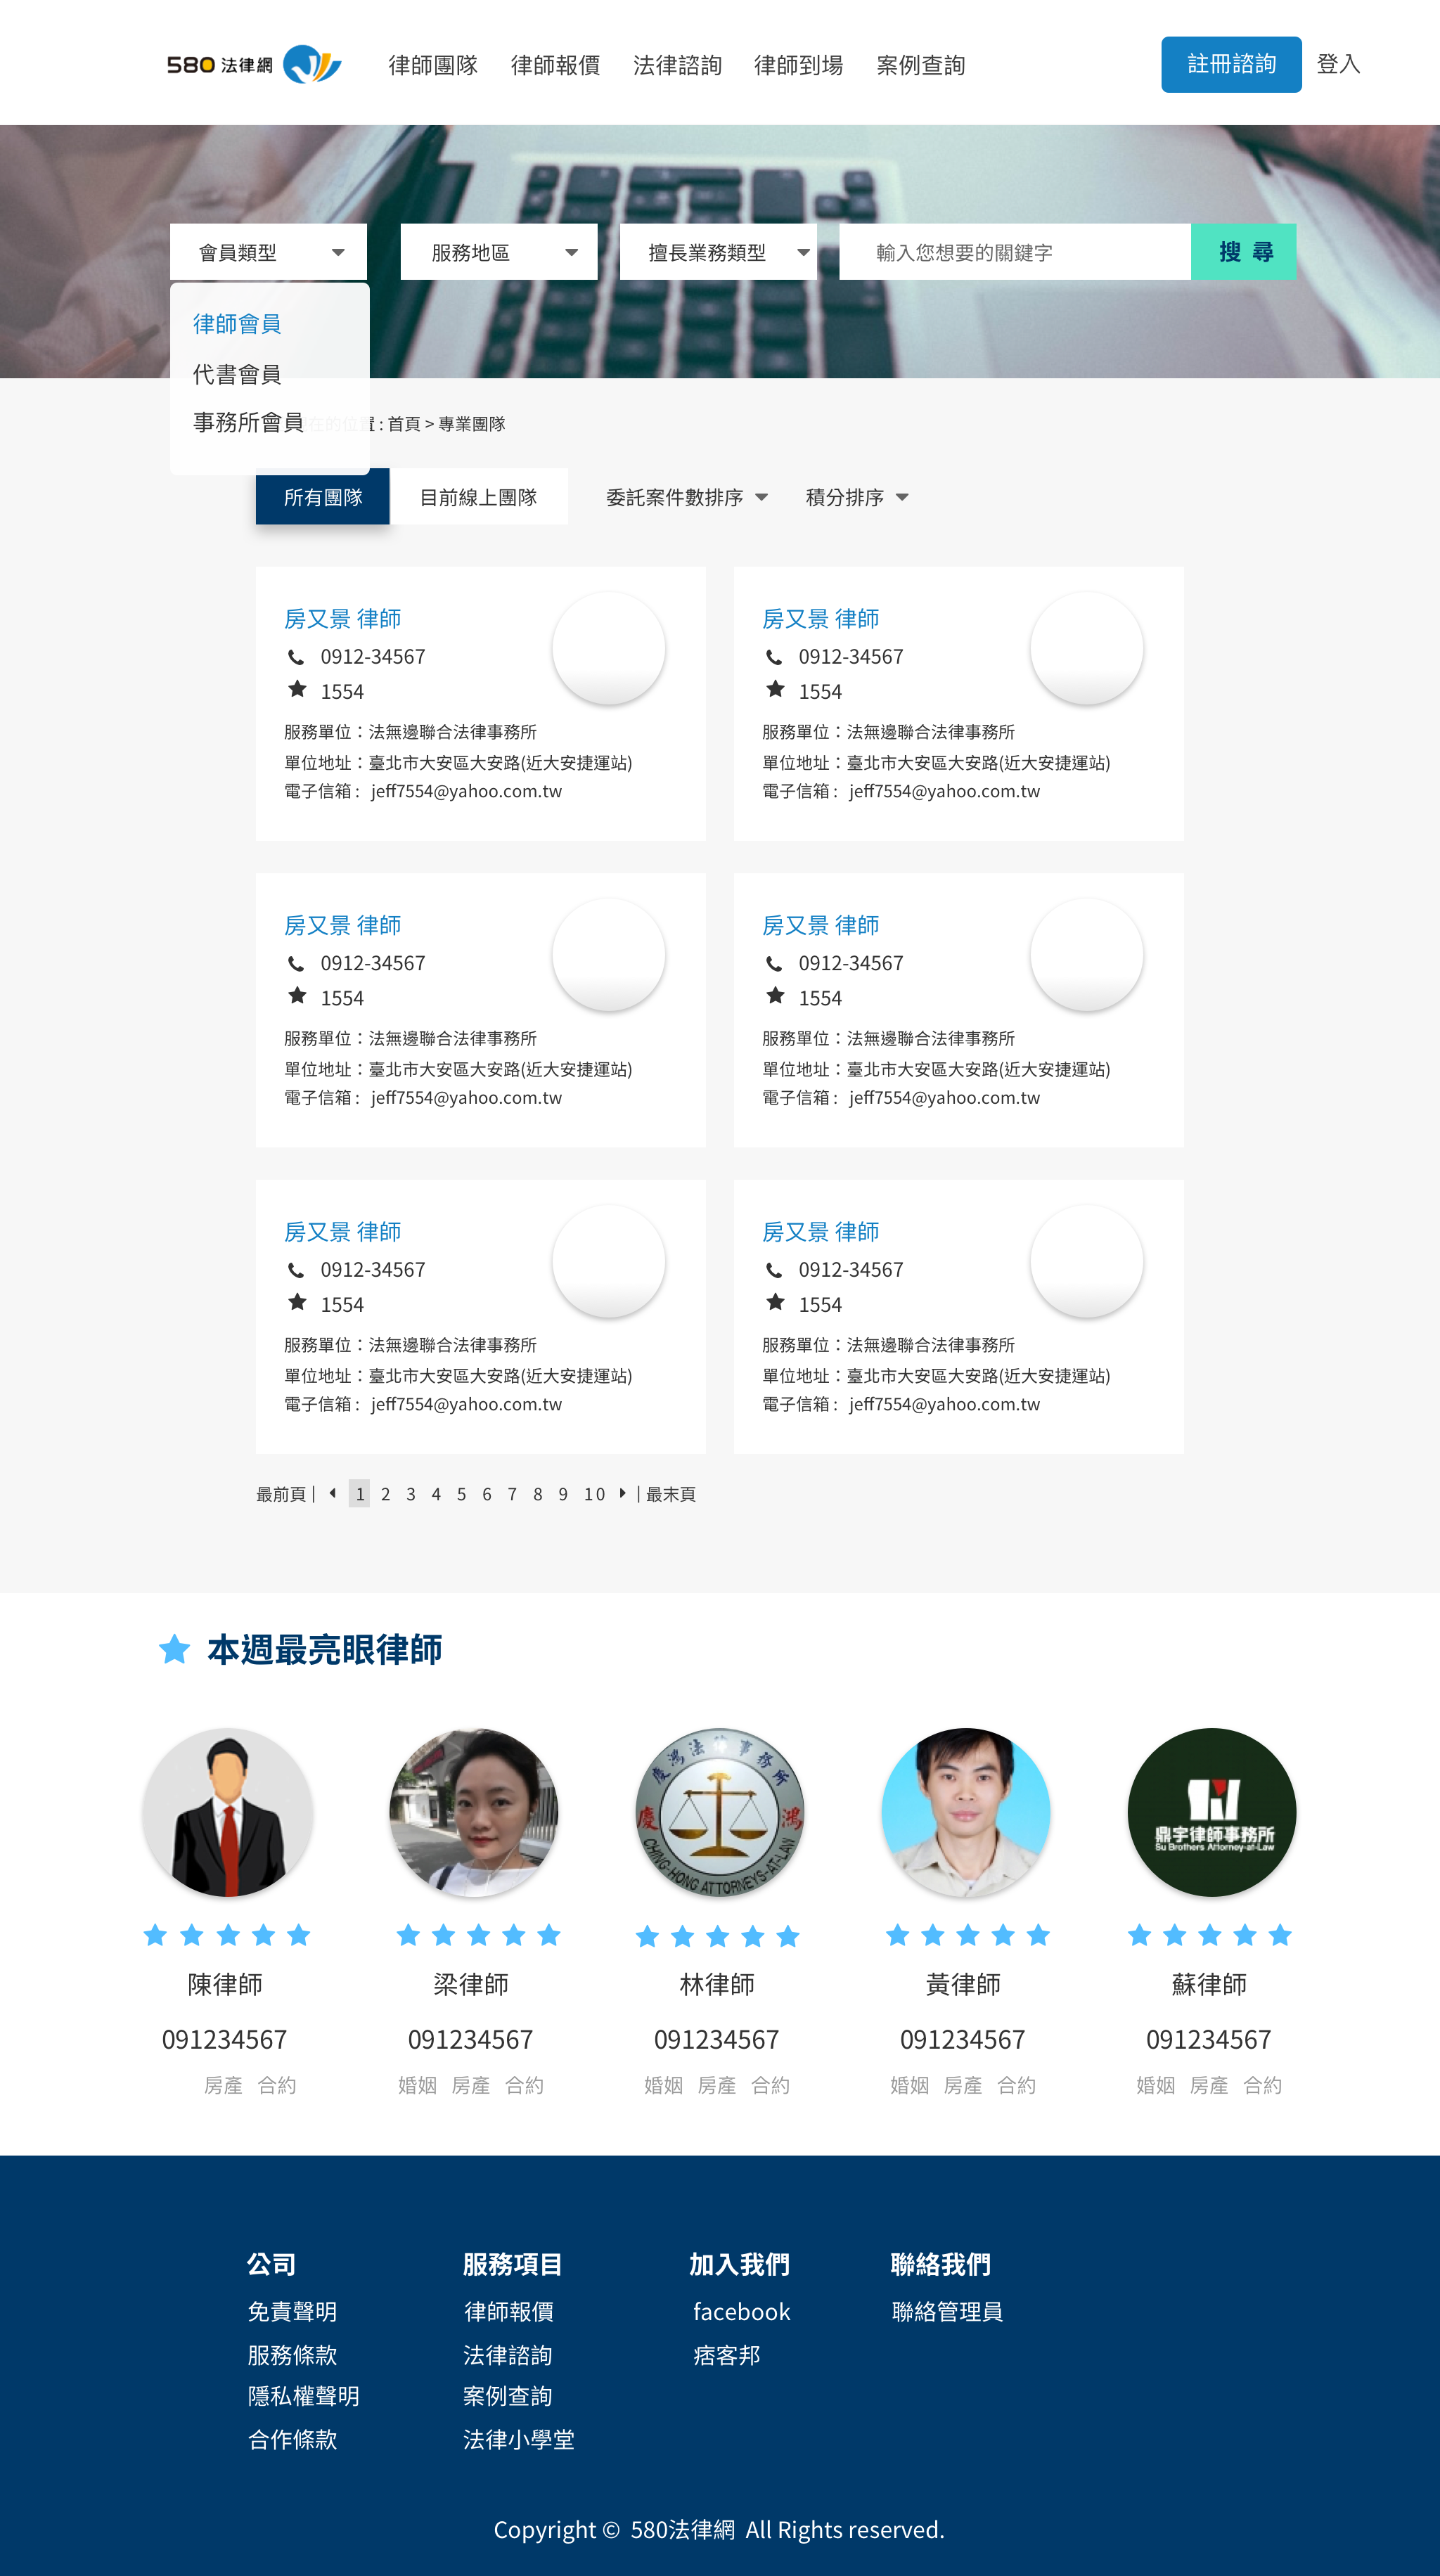 580 法律網
律師團隊 律師報價 法律諮詢 律師到場 案例查詢 註冊諮詢 登入
會員類型 服務地區 擅長業務類型 輸入您想要的關鍵字 搜 尋
律師會員
代書會員
事務所會員
在的位置 : 首頁 > 專業團隊
所有團隊 目前線上團隊 委託案件數排序 積分排序
房又景 律師
0912-34567
1554
服務單位：法無邊聯合法律事務所
單位地址：臺北市大安區大安路(近大安捷運站)
電子信箱 : jeff7554@yahoo.com.tw
房又景 律師
0912-34567
1554
服務單位：法無邊聯合法律事務所
單位地址：臺北市大安區大安路(近大安捷運站)
電子信箱 : jeff7554@yahoo.com.tw
房又景 律師
0912-34567
1554
服務單位：法無邊聯合法律事務所
單位地址：臺北市大安區大安路(近大安捷運站)
電子信箱 : jeff7554@yahoo.com.tw
房又景 律師
0912-34567
1554
服務單位：法無邊聯合法律事務所
單位地址：臺北市大安區大安路(近大安捷運站)
電子信箱 : jeff7554@yahoo.com.tw
房又景 律師
0912-34567
1554
服務單位：法無邊聯合法律事務所
單位地址：臺北市大安區大安路(近大安捷運站)
電子信箱 : jeff7554@yahoo.com.tw
房又景 律師
0912-34567
1554
服務單位：法無邊聯合法律事務所
單位地址：臺北市大安區大安路(近大安捷運站)
電子信箱 : jeff7554@yahoo.com.tw
最前頁 | 1 2 3 4 5 6 7 8 9 10 | 最末頁
本週最亮眼律師
慶鴻法律事務所
慶 鴻
CHING-HONG ATTORNEYS-AT-LAW
鼎宇律師事務所
Su Brothers Attorney-at-Law
陳律師
091234567
房產 合約
梁律師
091234567
婚姻 房產 合約
林律師
091234567
婚姻 房產 合約
黃律師
091234567
婚姻 房產 合約
蘇律師
091234567
婚姻 房產 合約
公司
免責聲明
服務條款
隱私權聲明
合作條款
服務項目
律師報價
法律諮詢
案例查詢
法律小學堂
加入我們
facebook
痞客邦
聯絡我們
聯絡管理員
Copyright © 580法律網 All Rights reserved.